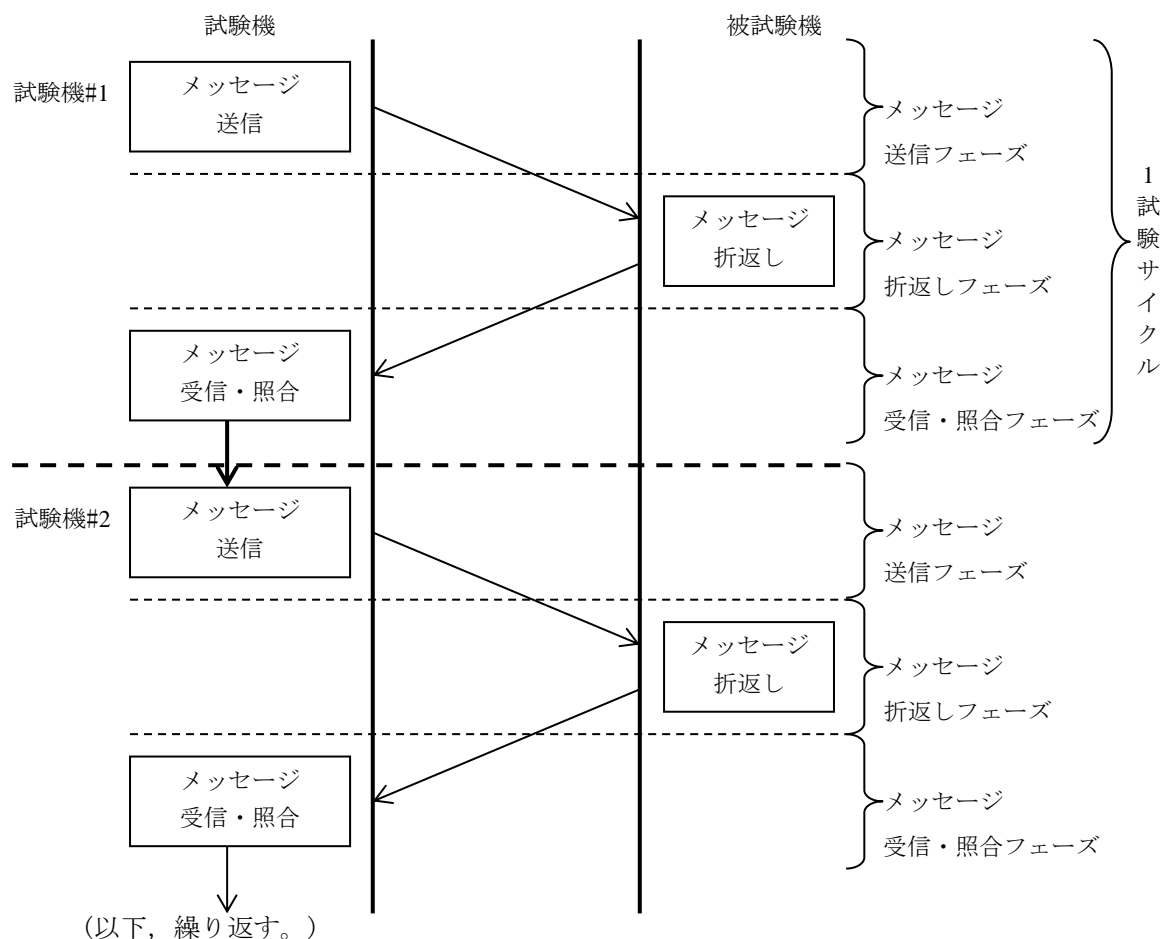 試験機
被試験機
試験機#1
メッセージ
送信
メッセージ
送信フェーズ
メッセージ
折返し
メッセージ
折返しフェーズ
1試験サイクル
メッセージ
受信・照合
メッセージ
受信・照合フェーズ
試験機#2
メッセージ
送信
メッセージ
送信フェーズ
メッセージ
折返し
メッセージ
折返しフェーズ
メッセージ
受信・照合
メッセージ
受信・照合フェーズ
(以下，繰り返す。)